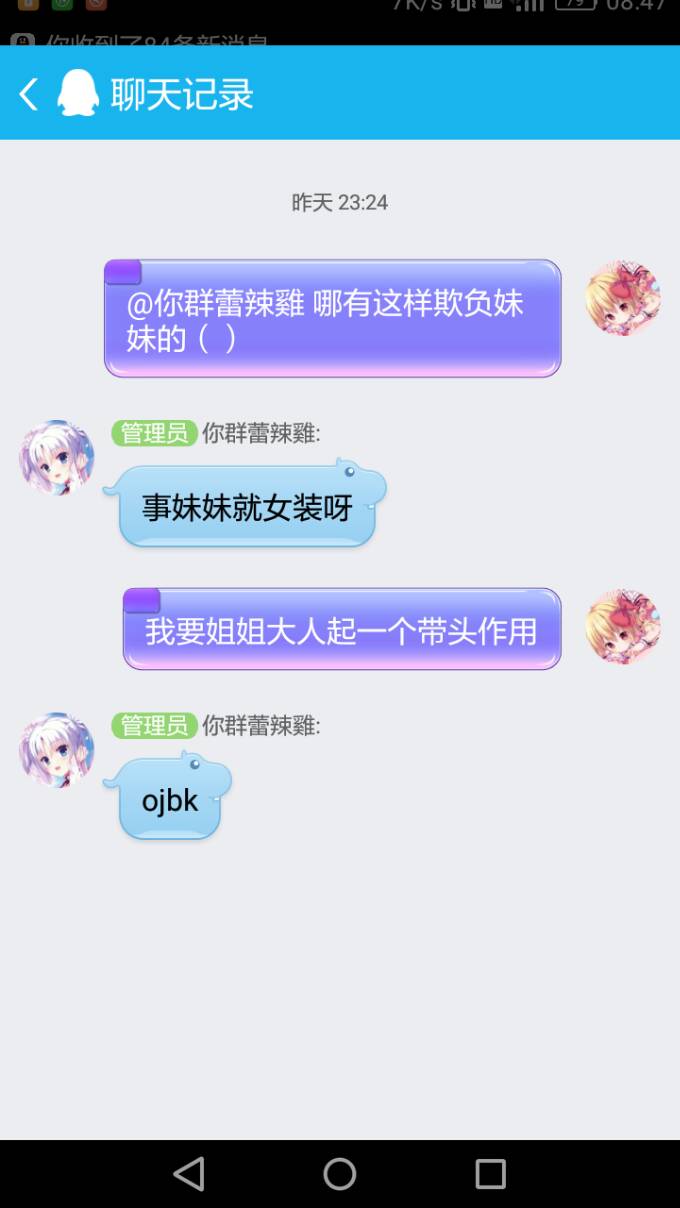 7K/s
79
08:47
你收到了84条新消息
聊天记录
昨天 23:24
@你群蕾辣雞 哪有这样欺负妹
妹的（ ）
管理员 你群蕾辣雞:
事妹妹就女装呀
我要姐姐大人起一个带头作用
管理员 你群蕾辣雞:
ojbk